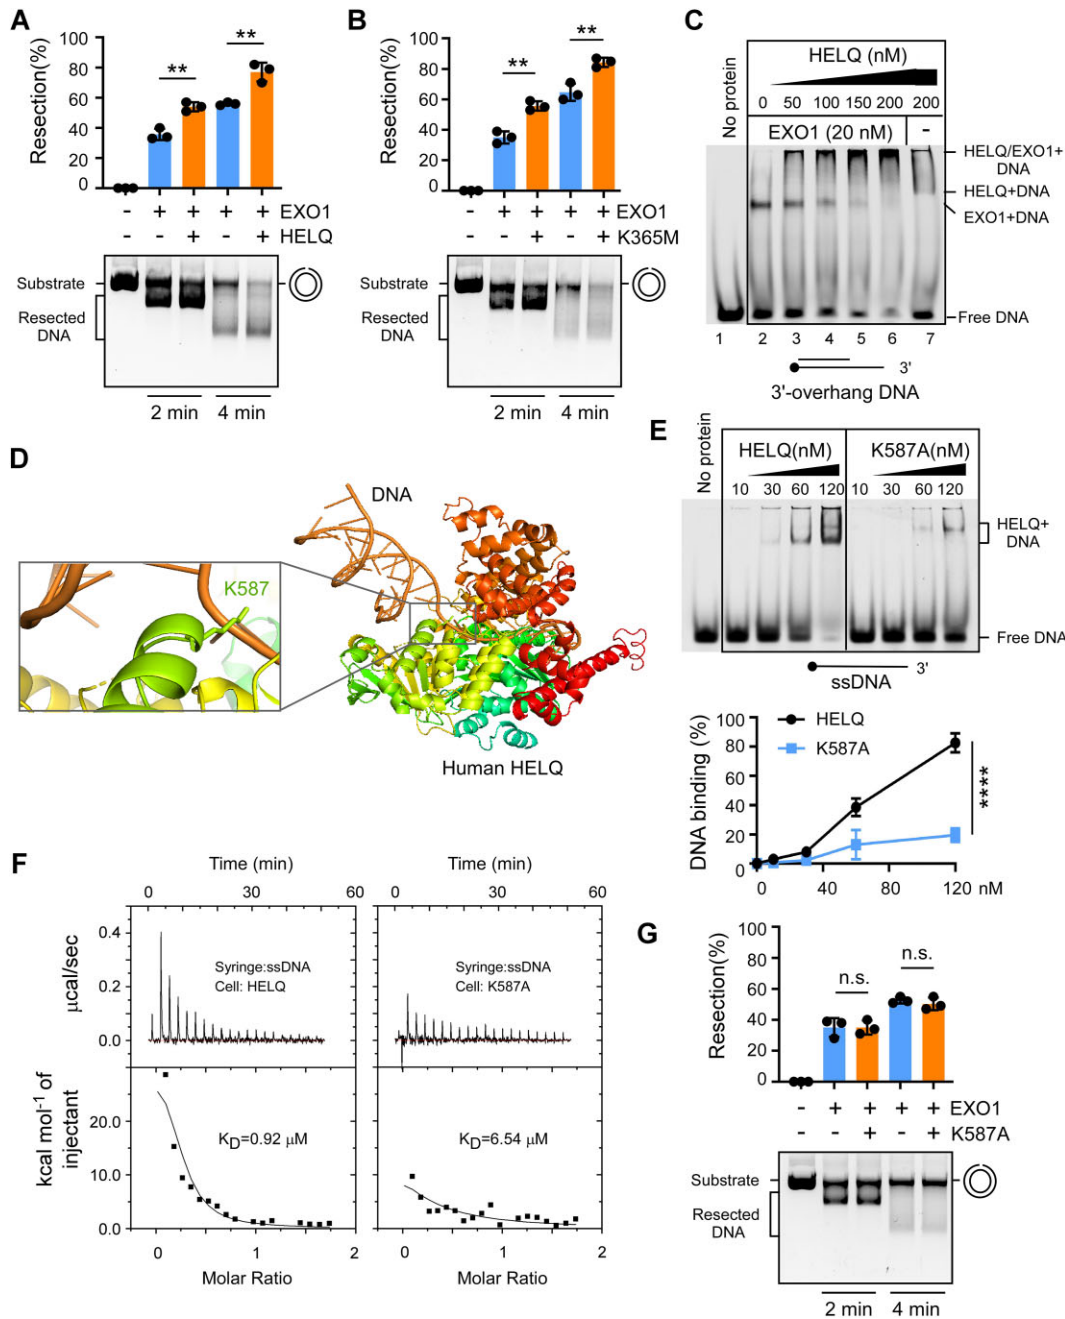 A
Resection(%)
100
80
60
40
20
0
**
**
- + + + + EXO1
- - + - + HELQ
Substrate
Resected
DNA
2 min
4 min
B
Resection(%)
100
80
60
40
20
0
**
**
- + + + + EXO1
- - + - + K365M
Substrate
Resected
DNA
2 min
4 min
C
No protein
HELQ (nM)
0 50 100 150 200 200
EXO1 (20 nM) -
HELQ/EXO1+
DNA
HELQ+DNA
EXO1+DNA
Free DNA
1 2 3 4 5 6 7
3'
3'-overhang DNA
D
DNA
K587
Human HELQ
E
No protein
HELQ(nM)
K587A(nM)
10 30 60 120 10 30 60 120
HELQ+
DNA
Free DNA
3'
ssDNA
DNA binding (%)
100
80
60
40
20
0
HELQ
K587A
****
0 40 80 120 nM
F
Time (min)
0 20 40 60
µcal/sec
0.4
0.2
0.0
Syringe:ssDNA
Cell: HELQ
kcal mol-1 of
injectant
20.0
10.0
0.0
KD=0.92 µM
0 1 2
Molar Ratio
Time (min)
0 20 40 60
Syringe:ssDNA
Cell: K587A
KD=6.54 µM
0 1 2
Molar Ratio
G
Resection(%)
100
80
60
40
20
0
n.s.
n.s.
- + + + + EXO1
- - + - + K587A
Substrate
Resected
DNA
2 min
4 min